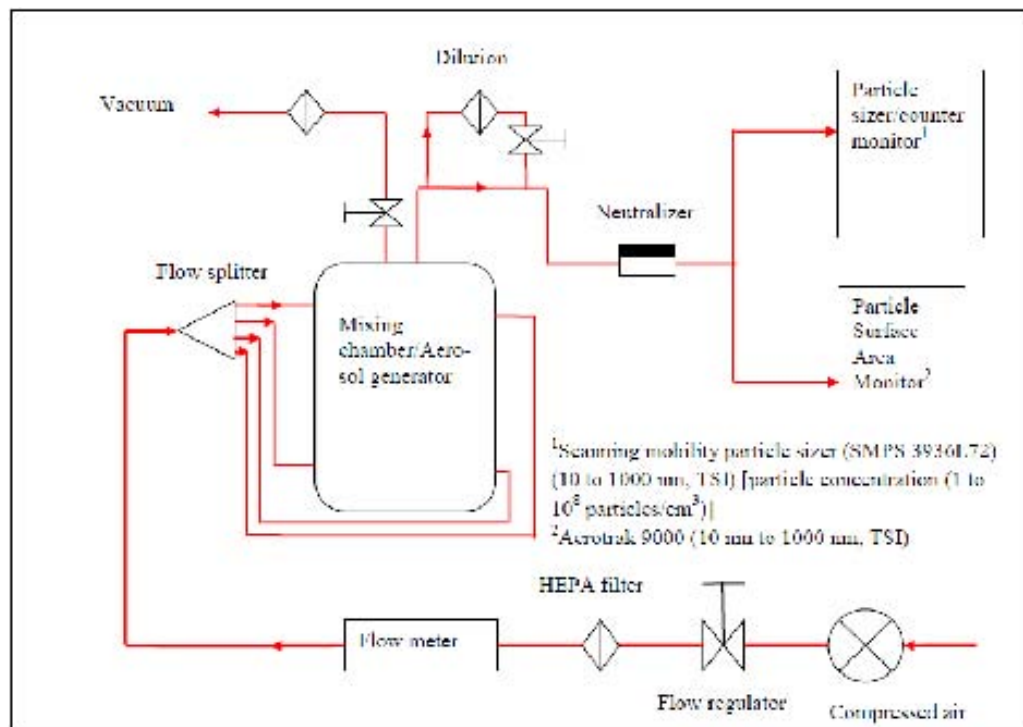 Dilution
Vacuum
Particle
sizer/counter
monitor¹
Neutralizer
Flow splitter
Mixing
chamber/Aero-
sol generator
Particle
Surface
Area
Monitor²
¹Scanning mobility particle sizer (SMPS 3936L72)
(10 to 1000 nm, TSI) [particle concentration (1 to
10⁸ particles/cm³)]
²Aerotrak 9000 (10 nm to 1000 nm, TSI)
HEPA filter
Flow meter
Flow regulator
Compressed air